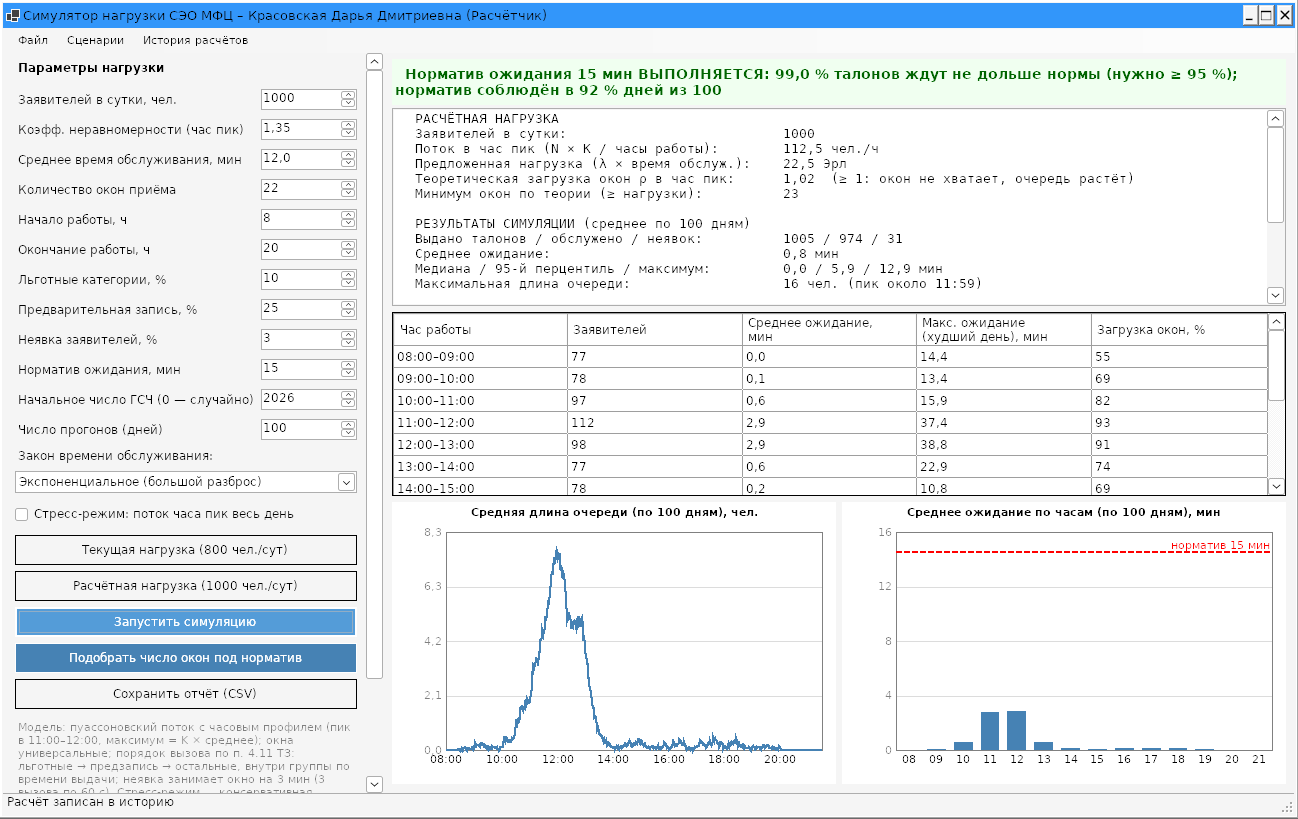 Симулятор нагрузки СЭО МФЦ – Красовская Дарья Дмитриевна (Расчётчик)
Файл Сценарии История расчётов
Параметры нагрузки
Заявителей в сутки, чел. 1000
Коэфф. неравномерности (час пик) 1,35
Среднее время обслуживания, мин 12,0
Количество окон приёма 22
Начало работы, ч 8
Окончание работы, ч 20
Льготные категории, % 10
Предварительная запись, % 25
Неявка заявителей, % 3
Норматив ожидания, мин 15
Начальное число ГСЧ (0 — случайно) 2026
Число прогонов (дней) 100
Закон времени обслуживания:
Экспоненциальное (большой разброс)
Стресс-режим: поток часа пик весь день
Текущая нагрузка (800 чел./сут)
Расчётная нагрузка (1000 чел./сут)
Запустить симуляцию
Подобрать число окон под норматив
Сохранить отчёт (CSV)
Модель: пуассоновский поток с часовым профилем (пик
в 11:00–12:00, максимум = K × среднее); окна
универсальные; порядок вызова по п. 4.11 ТЗ:
льготные → предзапись → остальные, внутри группы по
времени выдачи; неявка занимает окно на 3 мин (3
вызова по 60 с). Стресс-режим — консервативная
Норматив ожидания 15 мин ВЫПОЛНЯЕТСЯ: 99,0 % талонов ждут не дольше нормы (нужно ≥ 95 %);
норматив соблюдён в 92 % дней из 100
РАСЧЁТНАЯ НАГРУЗКА
Заявителей в сутки: 1000
Поток в час пик (N × K / часы работы): 112,5 чел./ч
Предложенная нагрузка (λ × время обслуж.): 22,5 Эрл
Теоретическая загрузка окон ρ в час пик: 1,02 (≥ 1: окон не хватает, очередь растёт)
Минимум окон по теории (≥ нагрузки): 23
РЕЗУЛЬТАТЫ СИМУЛЯЦИИ (среднее по 100 дням)
Выдано талонов / обслужено / неявок: 1005 / 974 / 31
Среднее ожидание: 0,8 мин
Медиана / 95-й перцентиль / максимум: 0,0 / 5,9 / 12,9 мин
Максимальная длина очереди: 16 чел. (пик около 11:59)
Час работы Заявителей Среднее ожидание, мин Макс. ожидание (худший день), мин Загрузка окон, %
08:00–09:00 77 0,0 14,4 55
09:00–10:00 78 0,1 13,4 69
10:00–11:00 97 0,6 15,9 82
11:00–12:00 112 2,9 37,4 93
12:00–13:00 98 2,9 38,8 91
13:00–14:00 77 0,6 22,9 74
14:00–15:00 78 0,2 10,8 69
Средняя длина очереди (по 100 дням), чел.
8,3
6,3
4,2
2,1
0,0
08:00 10:00 12:00 14:00 16:00 18:00 20:00
Среднее ожидание по часам (по 100 дням), мин
16
норматив 15 мин
12
8
4
0
08 09 10 11 12 13 14 15 16 17 18 19 20 21
Расчёт записан в историю